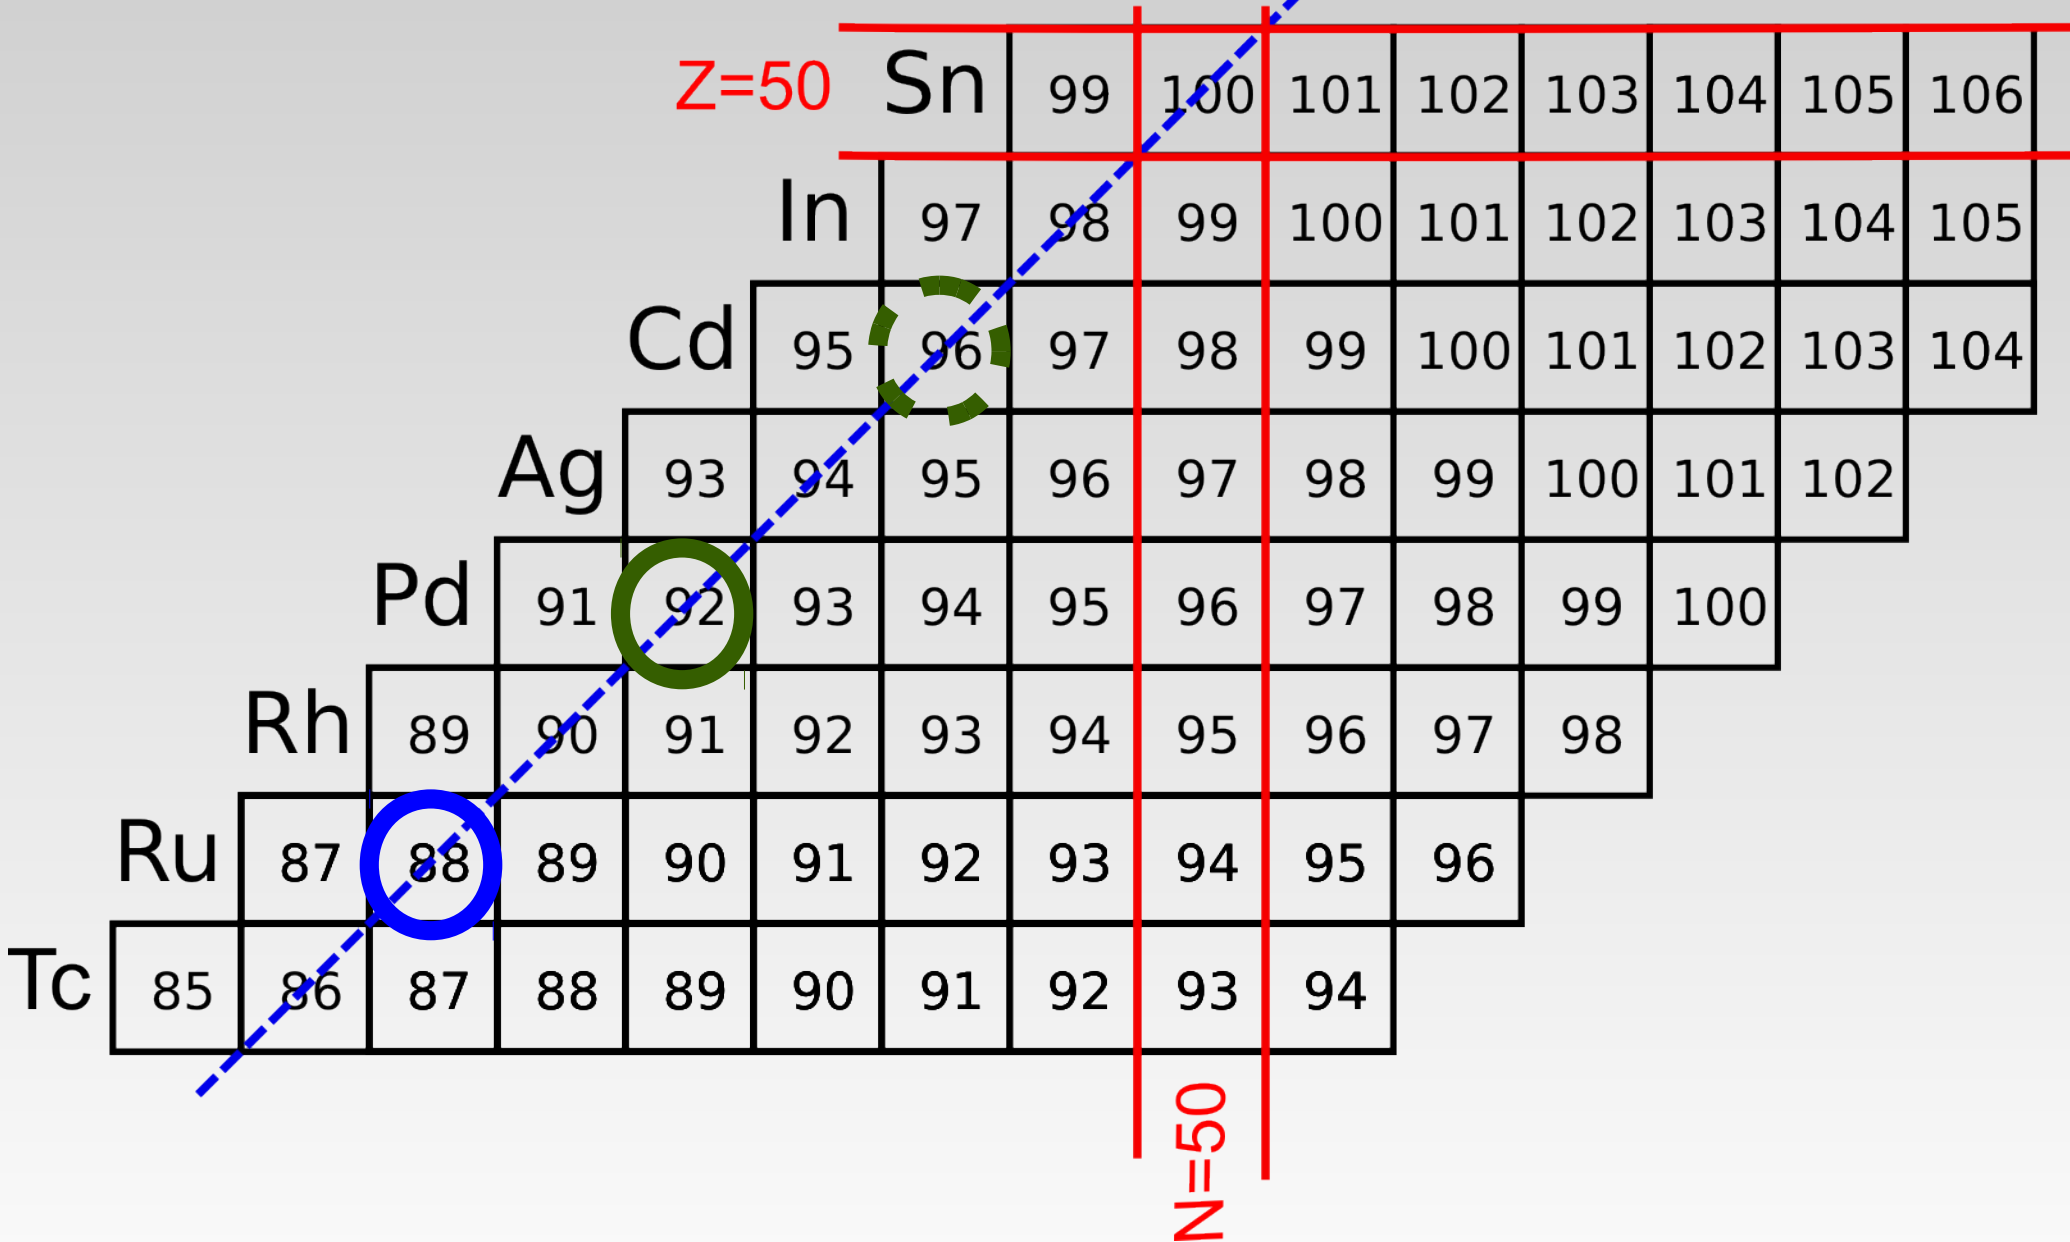 Z=50 Sn 99 100 101 102 103 104 105 106
In 97 98 99 100 101 102 103 104 105
Cd 95 96 97 98 99 100 101 102 103 104
Ag 93 94 95 96 97 98 99 100 101 102
Pd 91 92 93 94 95 96 97 98 99 100
Rh 89 90 91 92 93 94 95 96 97 98
Ru 87 88 89 90 91 92 93 94 95 96
Tc 85 86 87 88 89 90 91 92 93 94
N=50